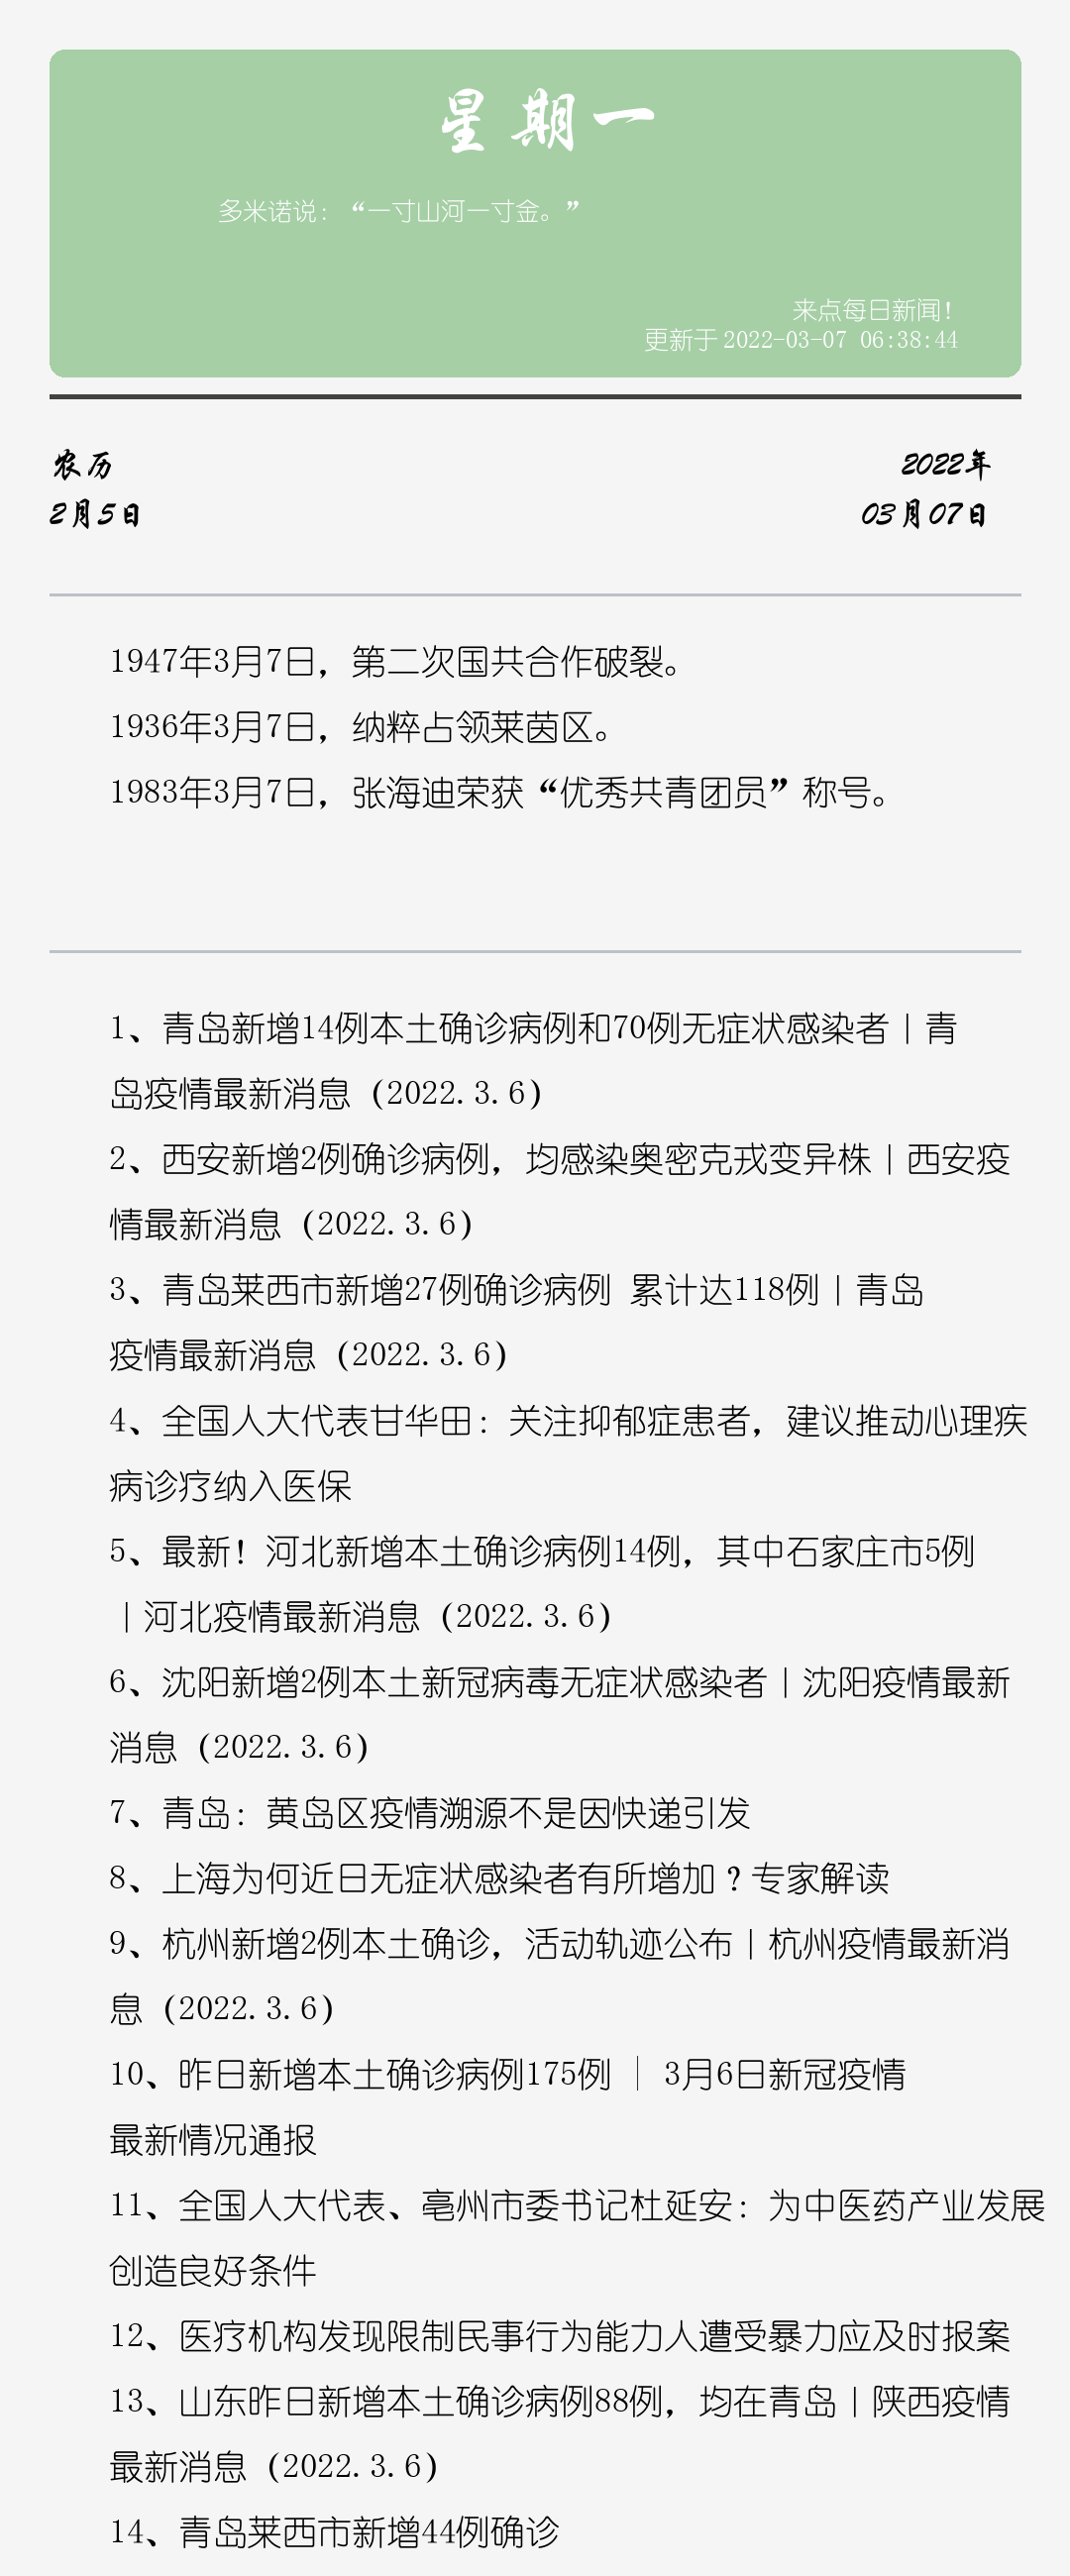 星期一
多米诺说：“一寸山河一寸金。”
来点每日新闻！
更新于 2022-03-07 06:38:44
农历
2月5日
2022年
03月07日
1947年3月7日，第二次国共合作破裂。
1936年3月7日，纳粹占领莱茵区。
1983年3月7日，张海迪荣获“优秀共青团员”称号。
1、青岛新增14例本土确诊病例和70例无症状感染者丨青
岛疫情最新消息（2022.3.6）
2、西安新增2例确诊病例，均感染奥密克戎变异株丨西安疫
情最新消息（2022.3.6）
3、青岛莱西市新增27例确诊病例 累计达118例丨青岛
疫情最新消息（2022.3.6）
4、全国人大代表甘华田：关注抑郁症患者，建议推动心理疾
病诊疗纳入医保
5、最新！河北新增本土确诊病例14例，其中石家庄市5例
丨河北疫情最新消息（2022.3.6）
6、沈阳新增2例本土新冠病毒无症状感染者丨沈阳疫情最新
消息（2022.3.6）
7、青岛：黄岛区疫情溯源不是因快递引发
8、上海为何近日无症状感染者有所增加？专家解读
9、杭州新增2例本土确诊，活动轨迹公布丨杭州疫情最新消
息（2022.3.6）
10、昨日新增本土确诊病例175例 │ 3月6日新冠疫情
最新情况通报
11、全国人大代表、亳州市委书记杜延安：为中医药产业发展
创造良好条件
12、医疗机构发现限制民事行为能力人遭受暴力应及时报案
13、山东昨日新增本土确诊病例88例，均在青岛丨陕西疫情
最新消息（2022.3.6）
14、青岛莱西市新增44例确诊